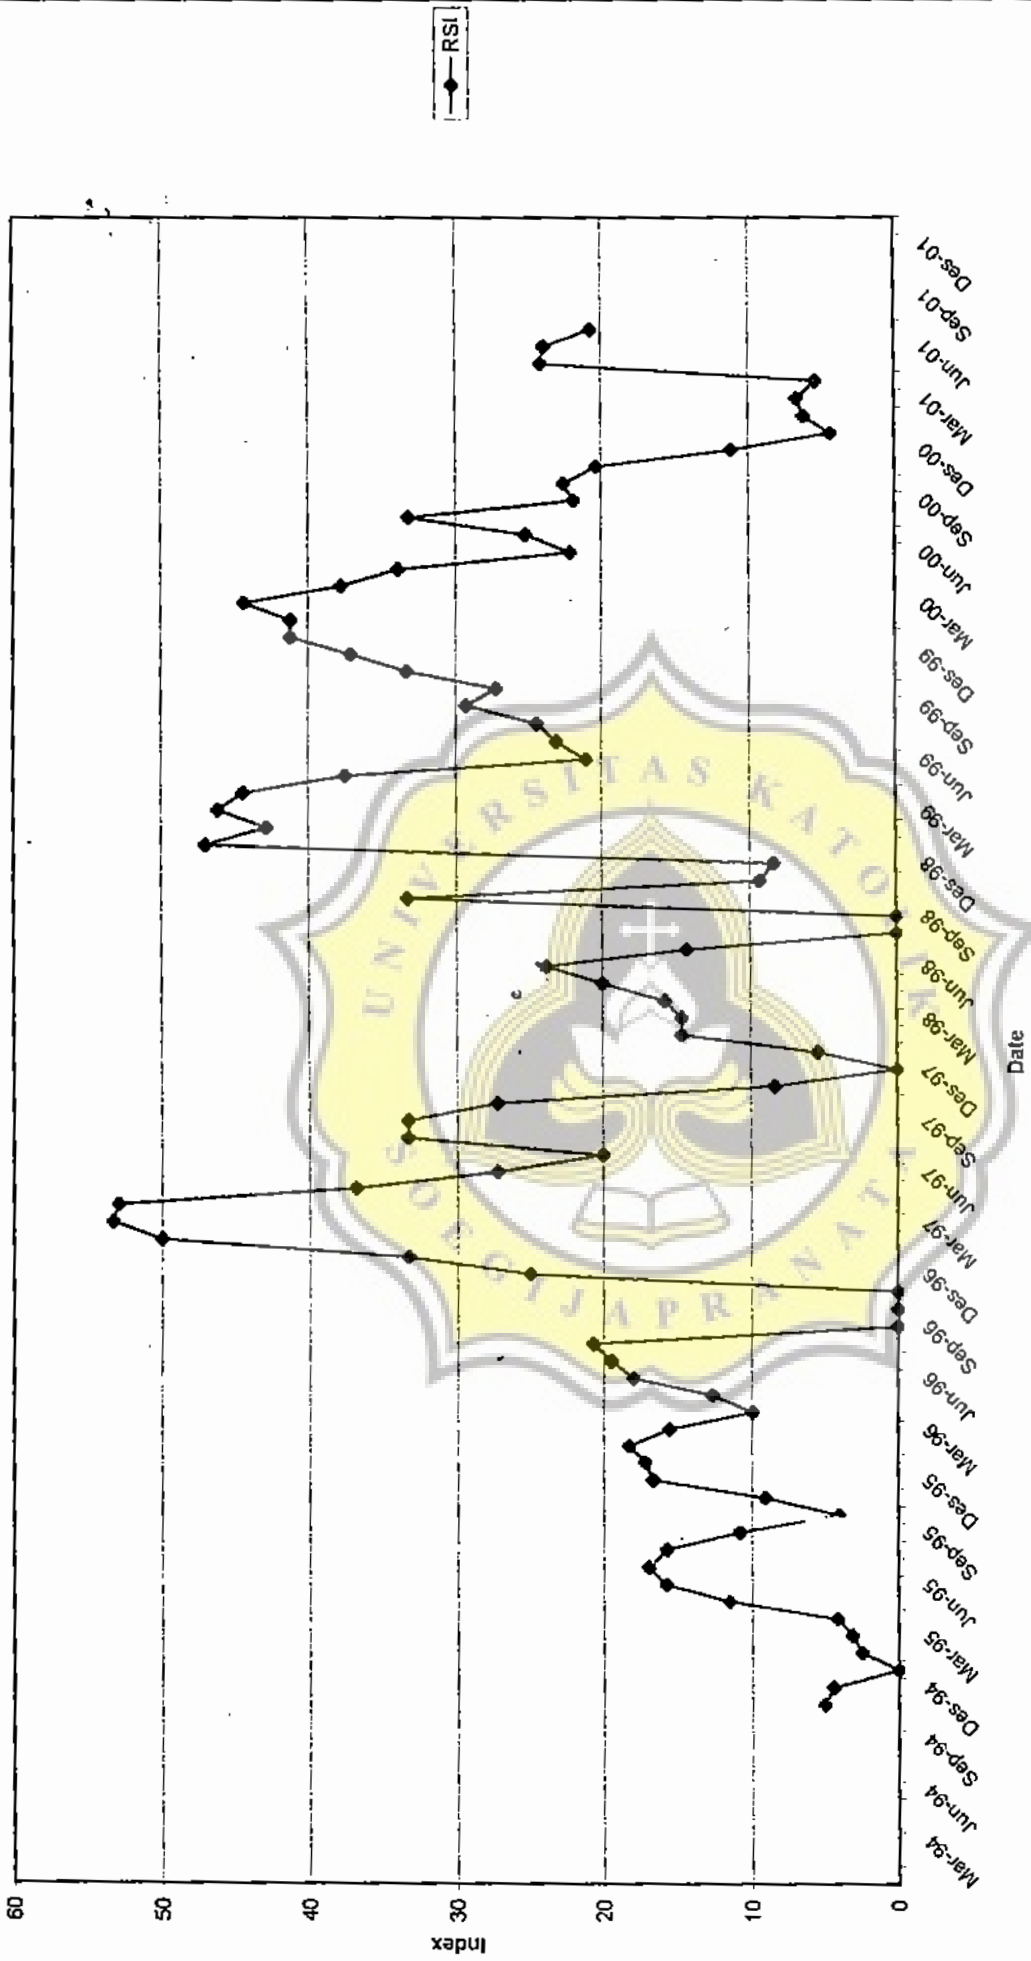 RSI
Index
60
50
40
30
20
10
0
Mar-94
Jun-94
Sep-94
Des-94
Mar-95
Jun-95
Sep-95
Des-95
Mar-96
Jun-96
Sep-96
Des-96
Mar-97
Jun-97
Sep-97
Des-97
Mar-98
Jun-98
Sep-98
Des-98
Mar-99
Jun-99
Sep-99
Des-99
Mar-00
Jun-00
Sep-00
Des-00
Mar-01
Jun-01
Sep-01
Des-01
Date
UNIVERSITAS KATOLIK
SOEGIJAPRANATA